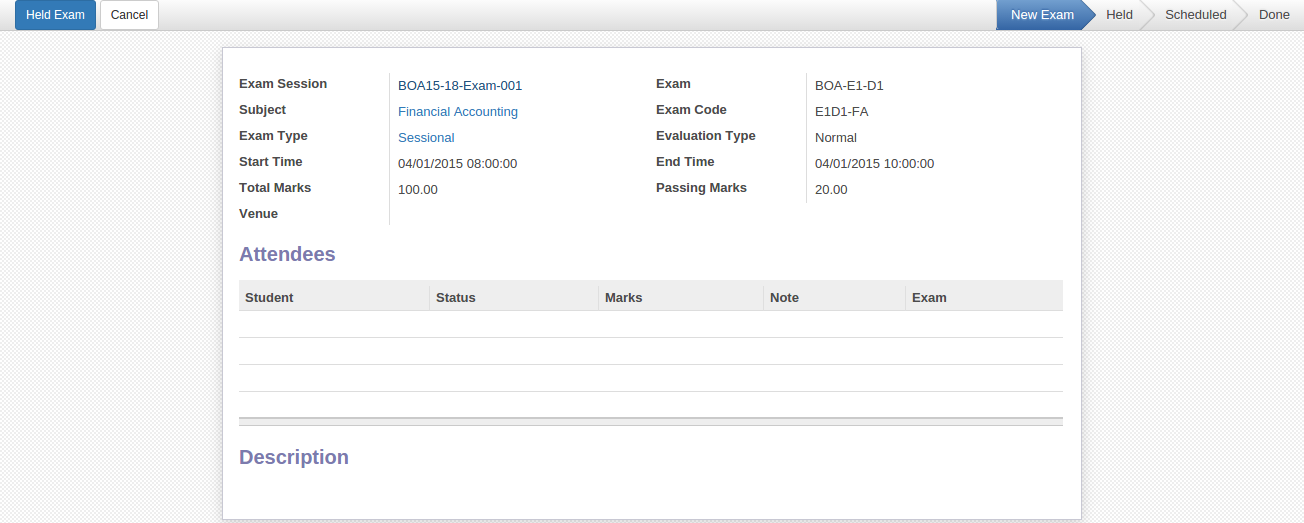 Held Exam Cancel New Exam Held Scheduled Done
Exam Session BOA15-18-Exam-001 Exam BOA-E1-D1
Subject Financial Accounting Exam Code E1D1-FA
Exam Type Sessional Evaluation Type Normal
Start Time 04/01/2015 08:00:00 End Time 04/01/2015 10:00:00
Total Marks 100.00 Passing Marks 20.00
Venue
Attendees
Student Status Marks Note Exam
Description